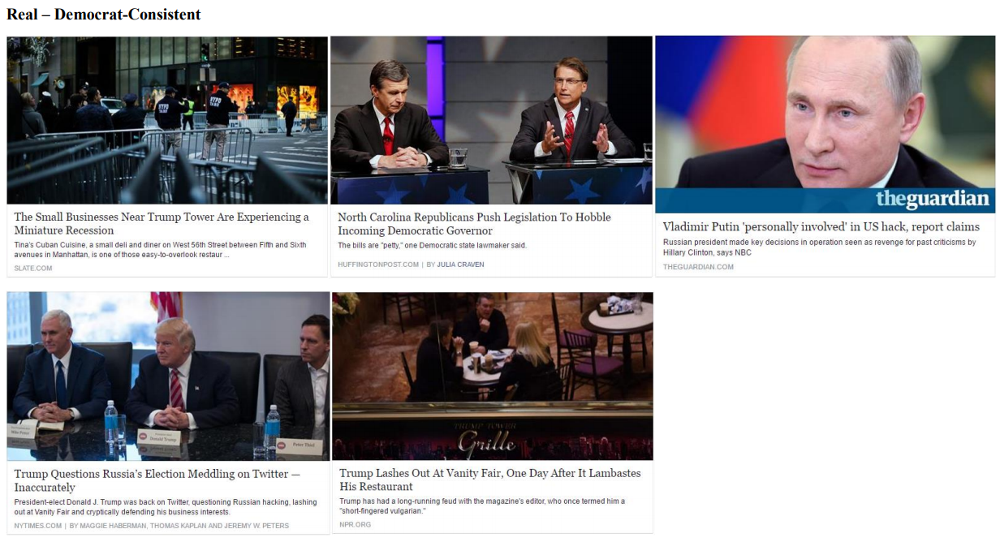 Real – Democrat-Consistent
NYPD
TARU
NYPD
TARU
The Small Businesses Near Trump Tower Are Experiencing a
Miniature Recession
Tina's Cuban Cuisine, a small deli and diner on West 56th Street between Fifth and Sixth
avenues in Manhattan, is one of those easy-to-overlook restaur ...
SLATE.COM
North Carolina Republicans Push Legislation To Hobble
Incoming Democratic Governor
The bills are "petty," one Democratic state lawmaker said.
HUFFINGTONPOST.COM | BY JULIA CRAVEN
theguardian
Vladimir Putin 'personally involved' in US hack, report claims
Russian president made key decisions in operation seen as revenge for past criticisms by
Hillary Clinton, says NBC
THEGUARDIAN.COM
Mike Pence
Donald Trump
Peter Thiel
Trump Questions Russia's Election Meddling on Twitter —
Inaccurately
President-elect Donald J. Trump was back on Twitter, questioning Russian hacking, lashing
out at Vanity Fair and cryptically defending his business interests.
NYTIMES.COM | BY MAGGIE HABERMAN, THOMAS KAPLAN AND JEREMY W. PETERS
TRUMP TOWER
Grille
Trump Lashes Out At Vanity Fair, One Day After It Lambastes
His Restaurant
Trump has had a long-running feud with the magazine's editor, who once termed him a
"short-fingered vulgarian."
NPR.ORG